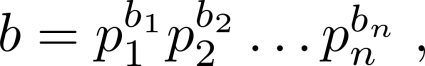 b = p_1^{b_1} p_2^{b_2} \dots p_n^{b_n} ,